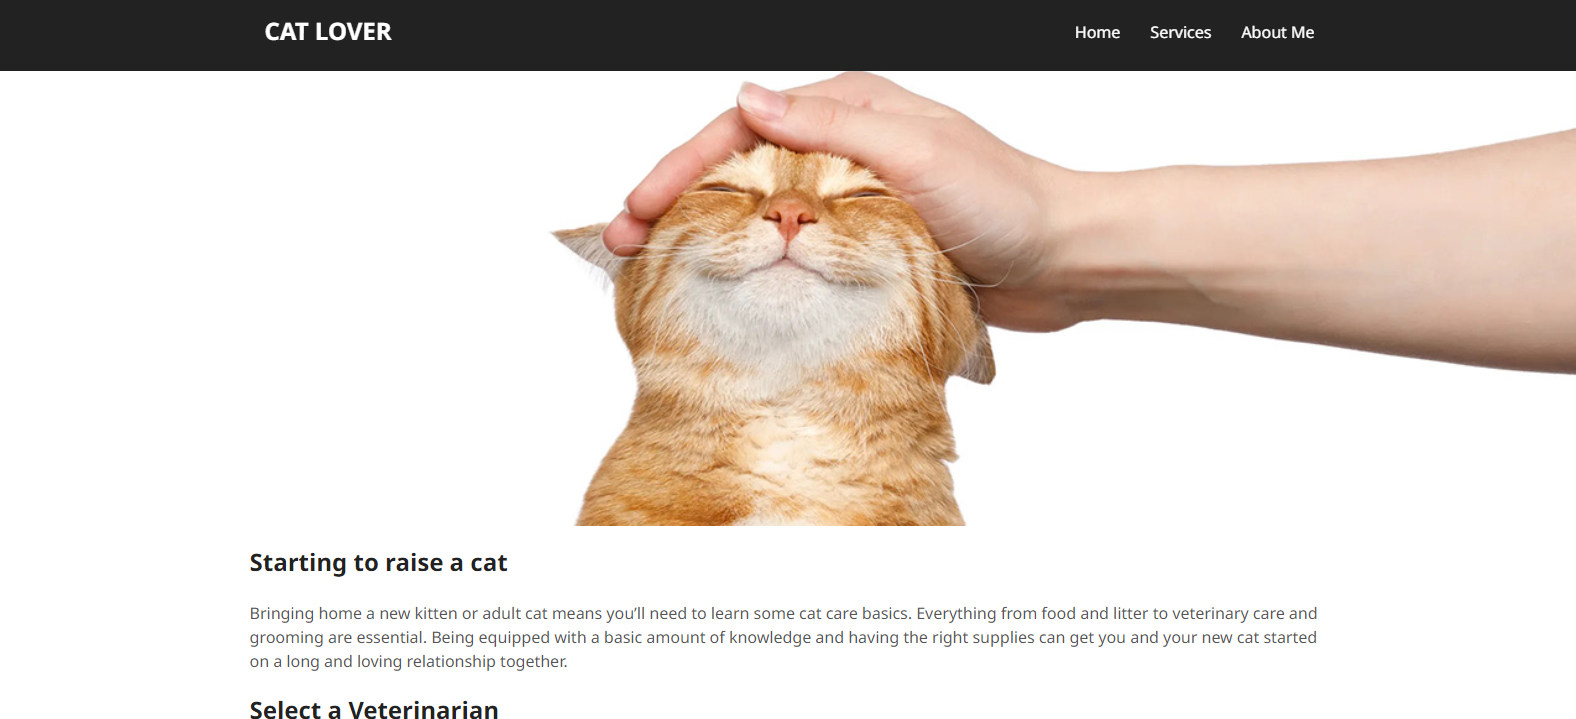 CAT LOVER
Home Services About Me
Starting to raise a cat
Bringing home a new kitten or adult cat means you’ll need to learn some cat care basics. Everything from food and litter to veterinary care and
grooming are essential. Being equipped with a basic amount of knowledge and having the right supplies can get you and your new cat started
on a long and loving relationship together.
Select a Veterinarian